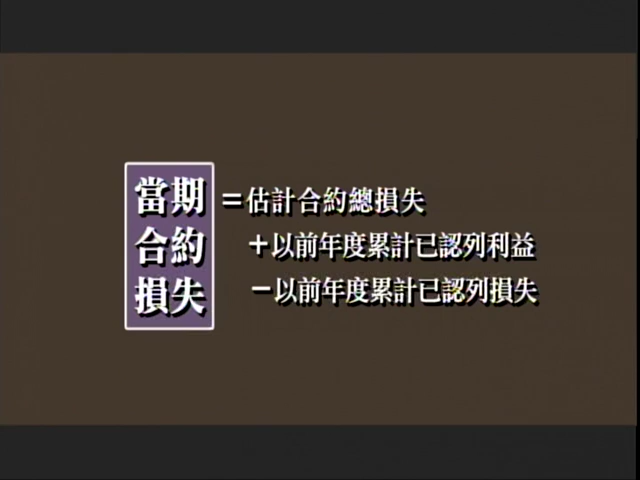 當期
合約
損失
=估計合約總損失
+以前年度累計已認列利益
-以前年度累計已認列損失